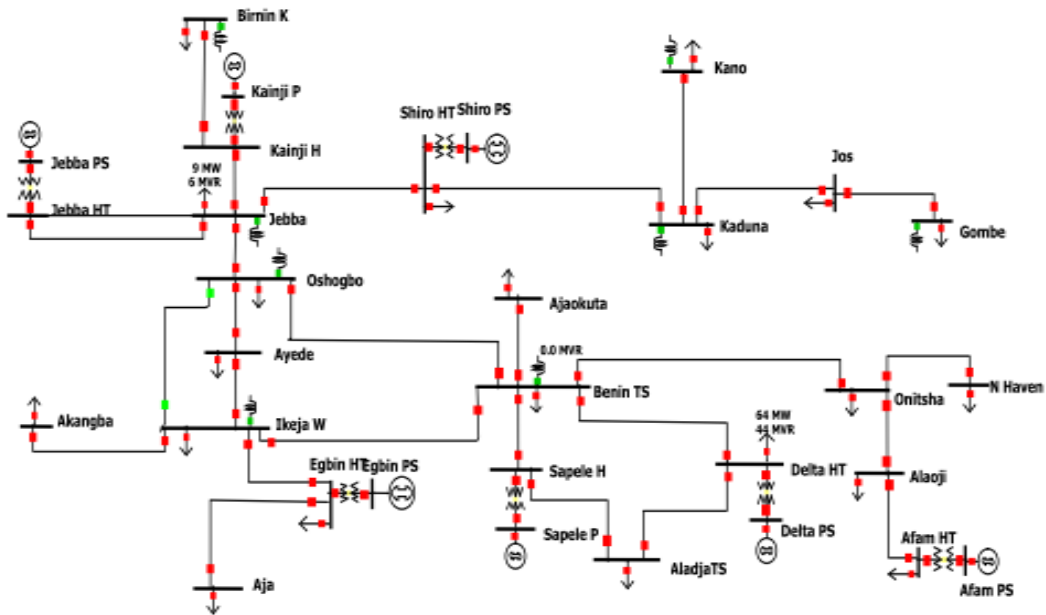 Birnin K
Kano
Kainji P
Shiro HT
Shiro PS
Jebba PS
Kainji H
9 MW
6 MVR
Jos
Jebba HT
Jebba
Kaduna
Gombe
Oshogbo
Ajaokuta
Ayede
0.0 MVR
Benin TS
N Haven
Onitsha
Akangba
Ikeja W
64 MW
44 MVR
Egbin HT
Egbin PS
Sapele H
Delta HT
Alaoji
Sapele P
Delta PS
Afam HT
AladjaTS
Afam PS
Aja